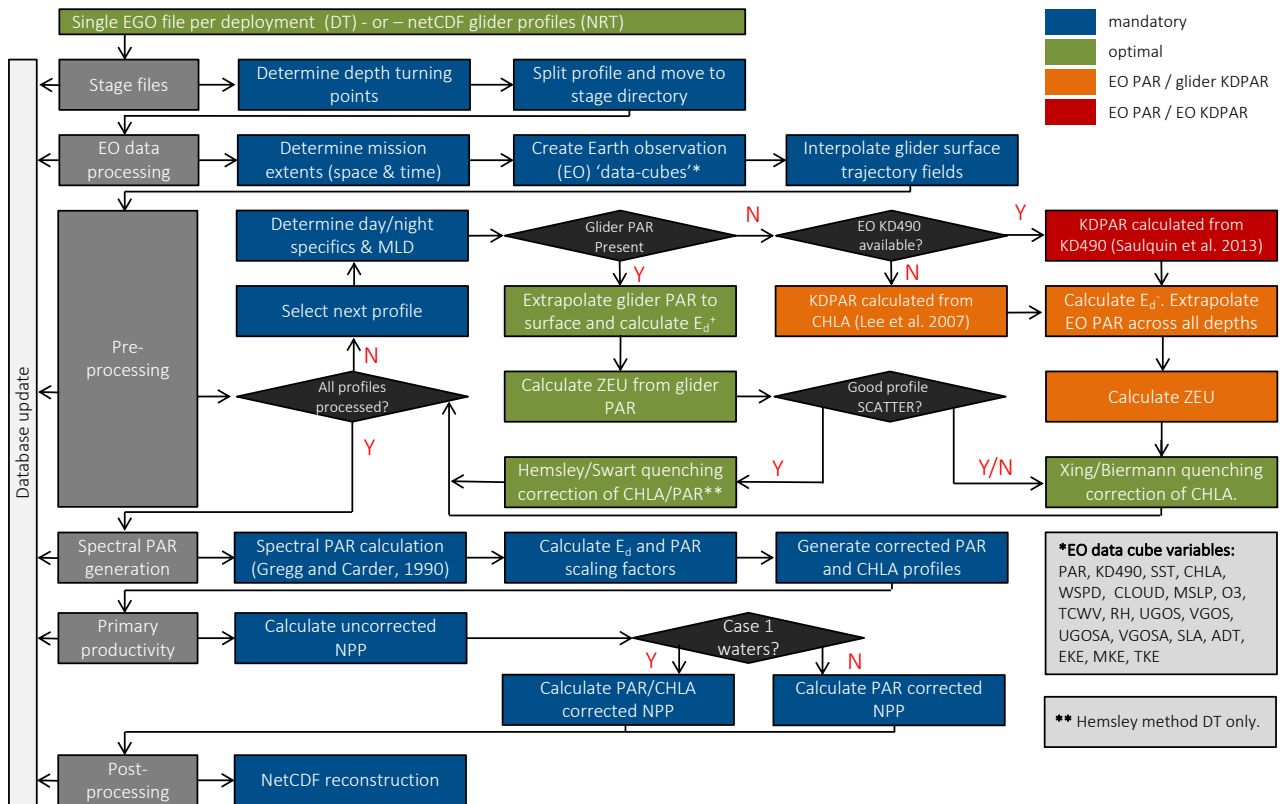 Single EGO file per deployment (DT) - or – netCDF glider profiles (NRT)
mandatory
optimal
EO PAR / glider KDPAR
EO PAR / EO KDPAR
Database update
Stage files
Determine depth turning
points
Split profile and move to
stage directory
EO data
processing
Determine mission
extents (space & time)
Create Earth observation
(EO) ‘data-cubes’*
Interpolate glider surface
trajectory fields
Pre-
processing
Determine day/night
specifics & MLD
Glider PAR
Present
N
EO KD490
available?
Y
KDPAR calculated from
KD490 (Saulquin et al. 2013)
Y
N
Select next profile
Extrapolate glider PAR to
surface and calculate Ed+
KDPAR calculated from
CHLA (Lee et al. 2007)
Calculate Ed-. Extrapolate
EO PAR across all depths
N
All profiles
processed?
Calculate ZEU from glider
PAR
Good profile
SCATTER?
Calculate ZEU
Y
Hemsley/Swart quenching
correction of CHLA/PAR**
Y
Y/N
Xing/Biermann quenching
correction of CHLA.
Spectral PAR
generation
Spectral PAR calculation
(Gregg and Carder, 1990)
Calculate Ed and PAR
scaling factors
Generate corrected PAR
and CHLA profiles
*EO data cube variables:
PAR, KD490, SST, CHLA,
WSPD, CLOUD, MSLP, O3,
TCWV, RH, UGOS, VGOS,
UGOSA, VGOSA, SLA, ADT,
EKE, MKE, TKE
Primary
productivity
Calculate uncorrected
NPP
Case 1
waters?
Y
N
Calculate PAR/CHLA
corrected NPP
Calculate PAR corrected
NPP
** Hemsley method DT only.
Post-
processing
NetCDF reconstruction